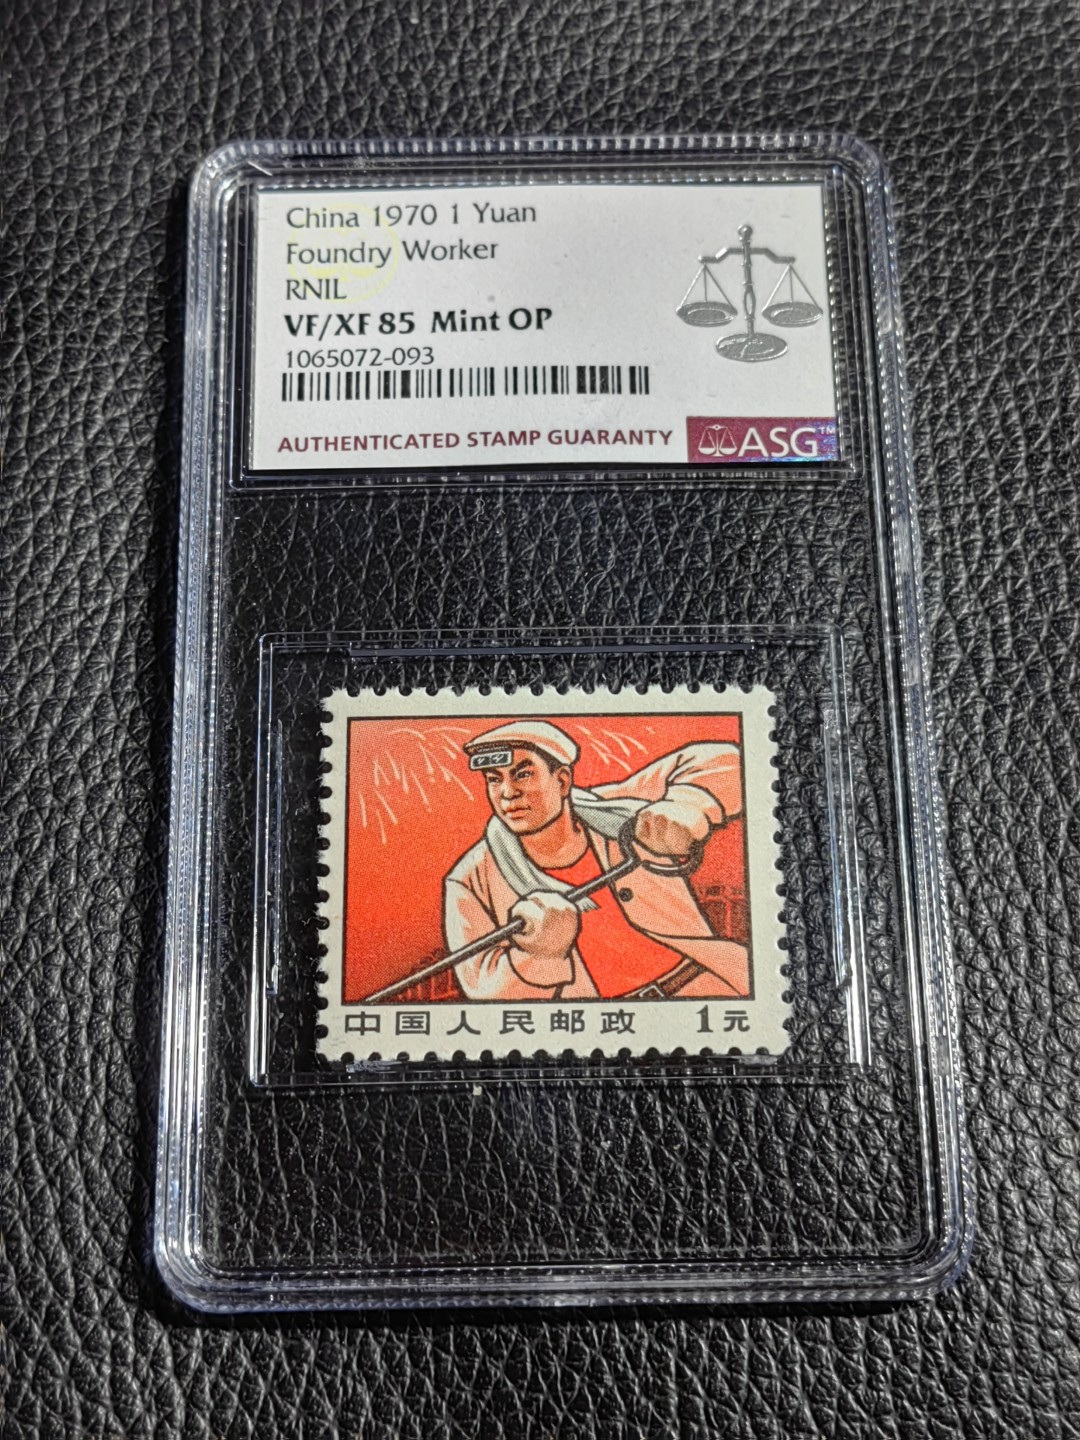 China 1970 1 Yuan
Foundry Worker
RNIL
VF/XF 85 Mint OP
1065072-093
AUTHENTICATED STAMP GUARANTY ASG™
中国人民邮政 1元